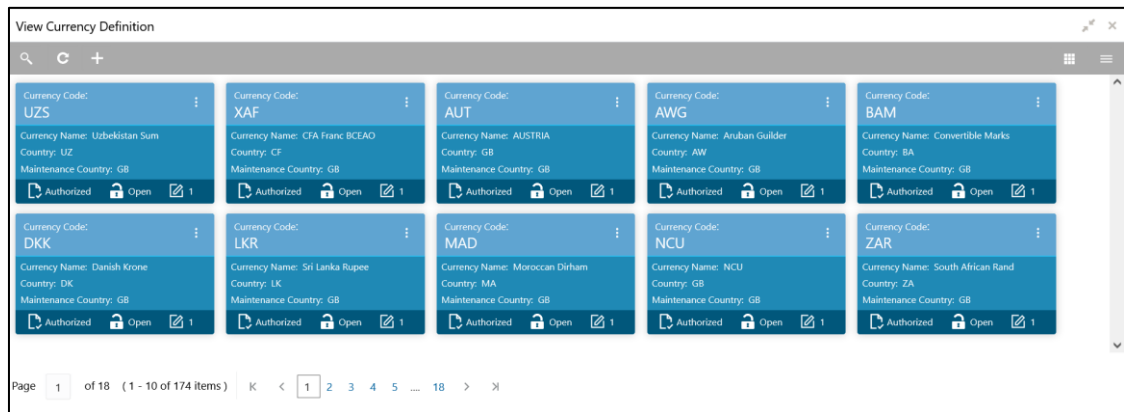 View Currency Definition
Currency Code:
UZS
Currency Name: Uzbekistan Sum
Country: UZ
Maintenance Country: GB
Authorized Open 1
Currency Code:
XAF
Currency Name: CFA Franc BCEAO
Country: CF
Maintenance Country: GB
Authorized Open 1
Currency Code:
AUT
Currency Name: AUSTRIA
Country: GB
Maintenance Country: GB
Authorized Open 1
Currency Code:
AWG
Currency Name: Aruban Guilder
Country: AW
Maintenance Country: GB
Authorized Open 1
Currency Code:
BAM
Currency Name: Convertible Marks
Country: BA
Maintenance Country: GB
Authorized Open 1
Currency Code:
DKK
Currency Name: Danish Krone
Country: DK
Maintenance Country: GB
Authorized Open 1
Currency Code:
LKR
Currency Name: Sri Lanka Rupee
Country: LK
Maintenance Country: GB
Authorized Open 1
Currency Code:
MAD
Currency Name: Moroccan Dirham
Country: MA
Maintenance Country: GB
Authorized Open 1
Currency Code:
NCU
Currency Name: NCU
Country: GB
Maintenance Country: GB
Authorized Open 1
Currency Code:
ZAR
Currency Name: South African Rand
Country: ZA
Maintenance Country: GB
Authorized Open 1
Page 1 of 18 ( 1 - 10 of 174 items ) 1 2 3 4 5 .... 18